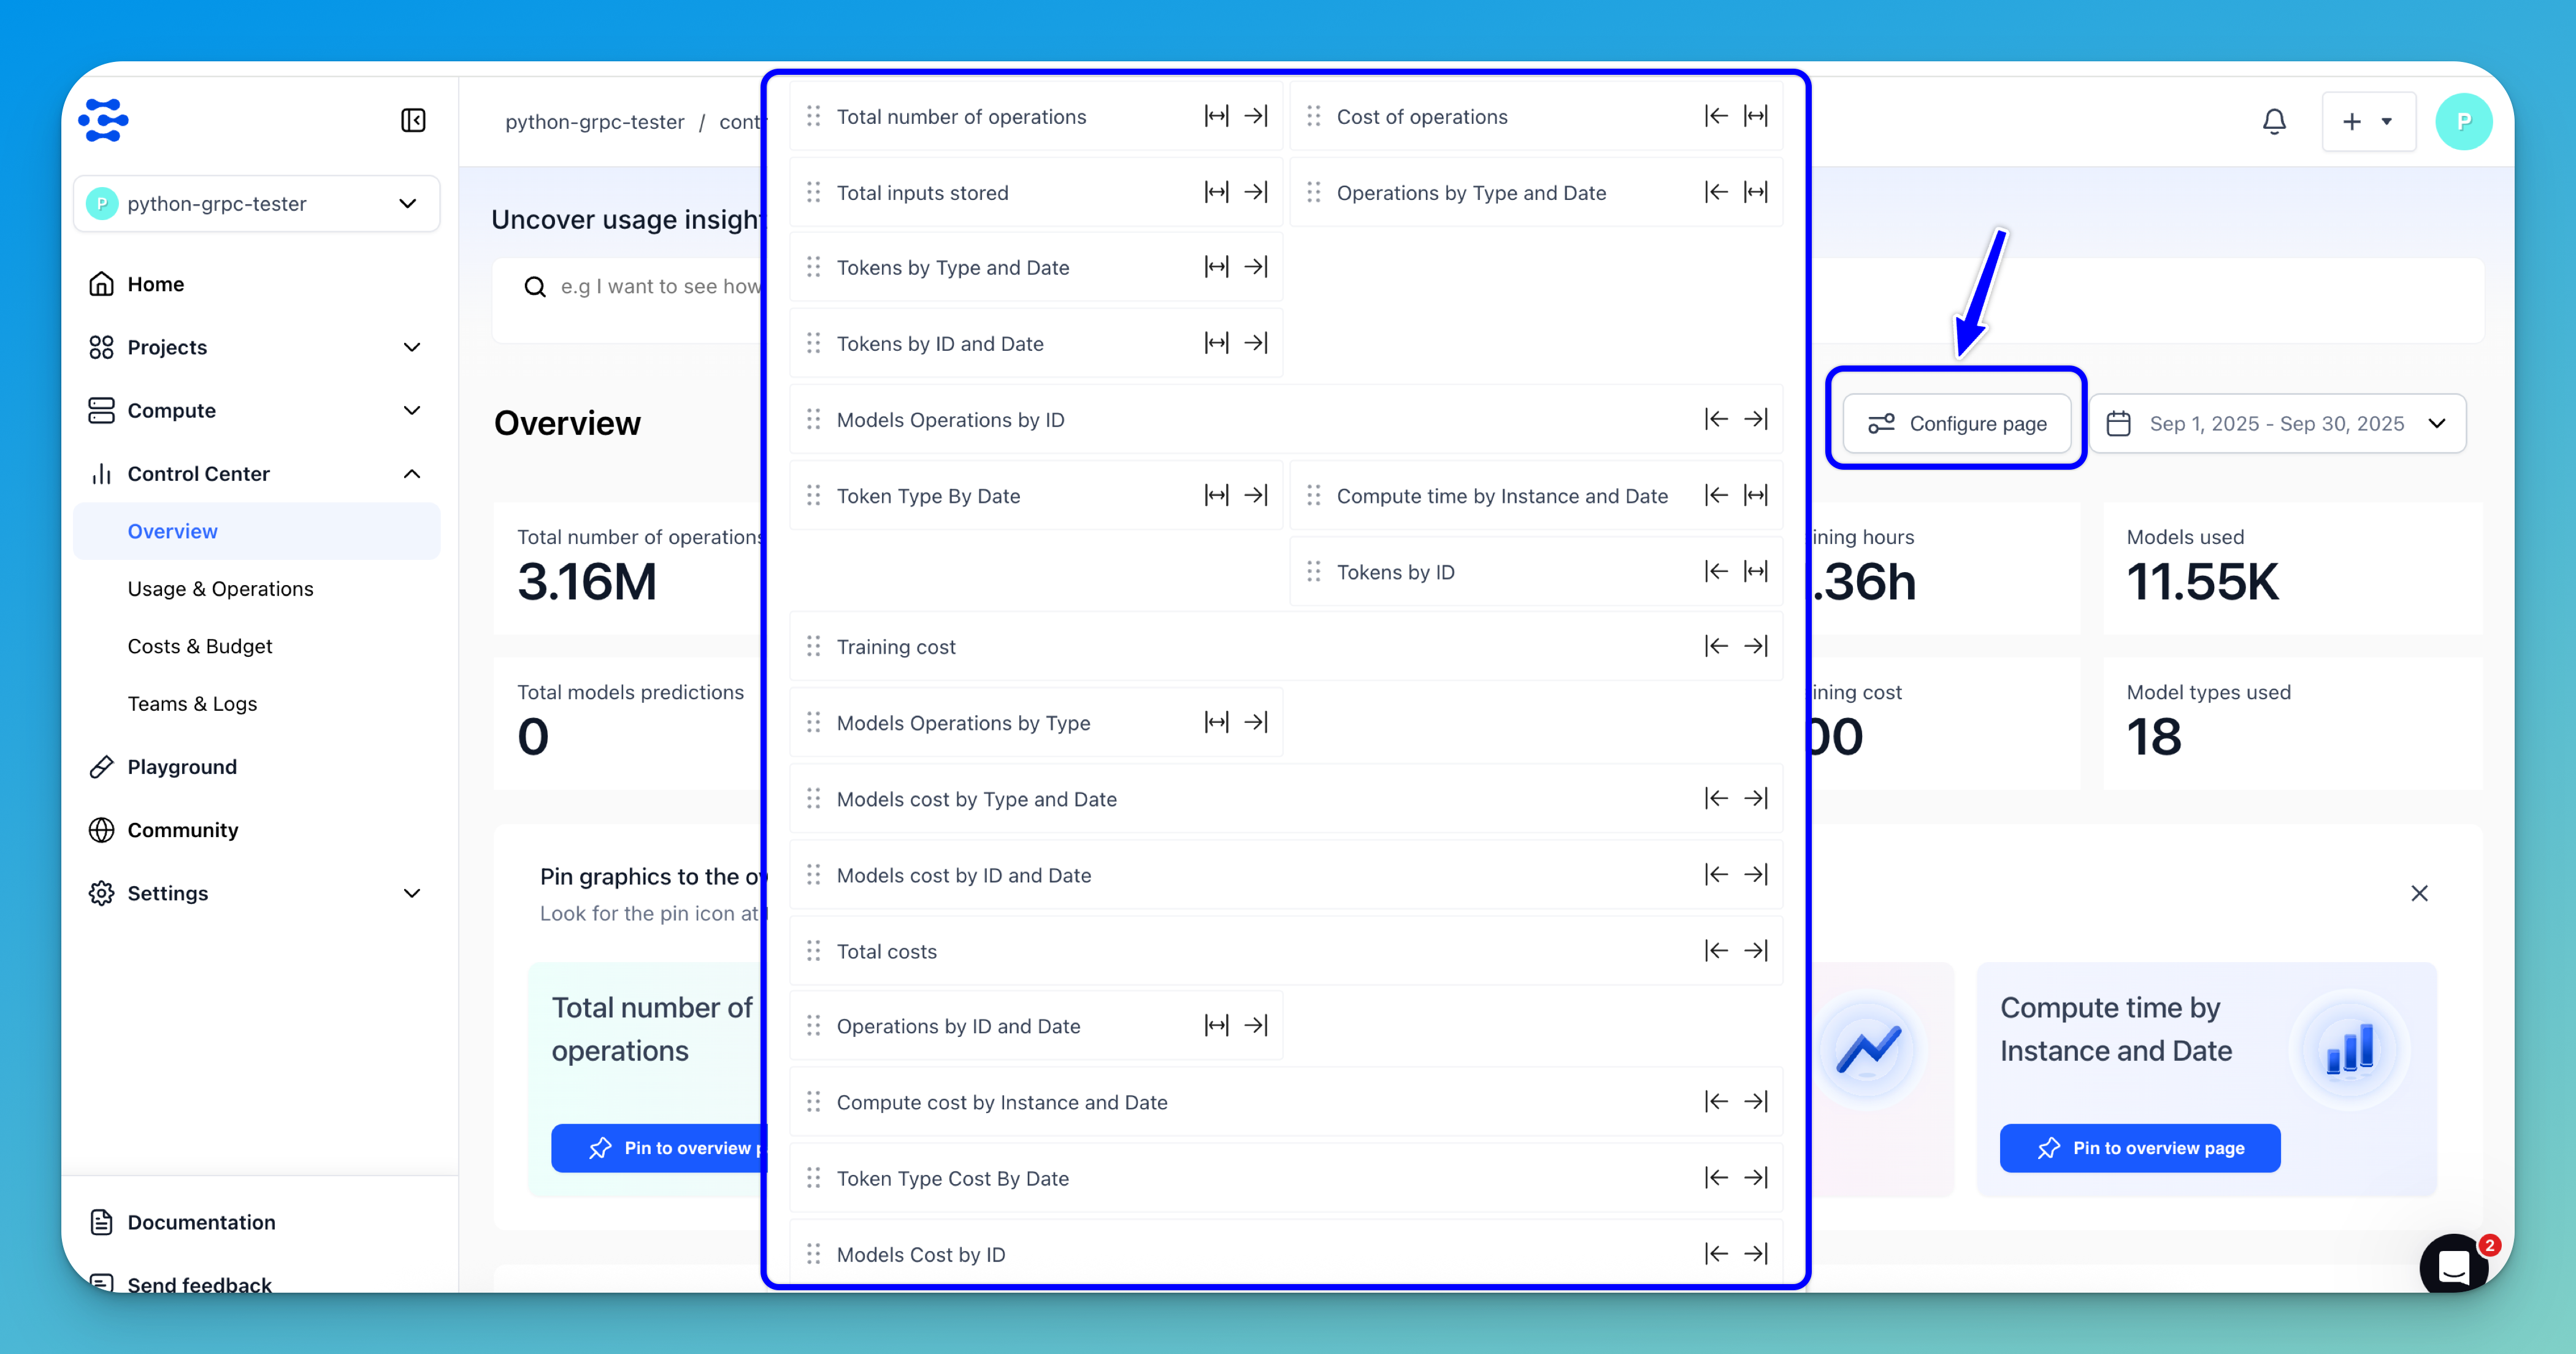 python-grpc-tester / cont
P
P python-grpc-tester
Home
Projects
Compute
Control Center
Overview
Usage & Operations
Costs & Budget
Teams & Logs
Playground
Community
Settings
Documentation
Send feedback
Uncover usage insight
e.g I want to see how
Overview
Configure page
Sep 1, 2025 - Sep 30, 2025
Total number of operations
3.16M
ining hours
.36h
Models used
11.55K
Total models predictions
0
ining cost
00
Model types used
18
Pin graphics to the ov
Look for the pin icon at
Total number of
operations
Pin to overview p
Compute time by
Instance and Date
Pin to overview page
2
Total number of operations
Cost of operations
Total inputs stored
Operations by Type and Date
Tokens by Type and Date
Tokens by ID and Date
Models Operations by ID
Token Type By Date
Compute time by Instance and Date
Tokens by ID
Training cost
Models Operations by Type
Models cost by Type and Date
Models cost by ID and Date
Total costs
Operations by ID and Date
Compute cost by Instance and Date
Token Type Cost By Date
Models Cost by ID